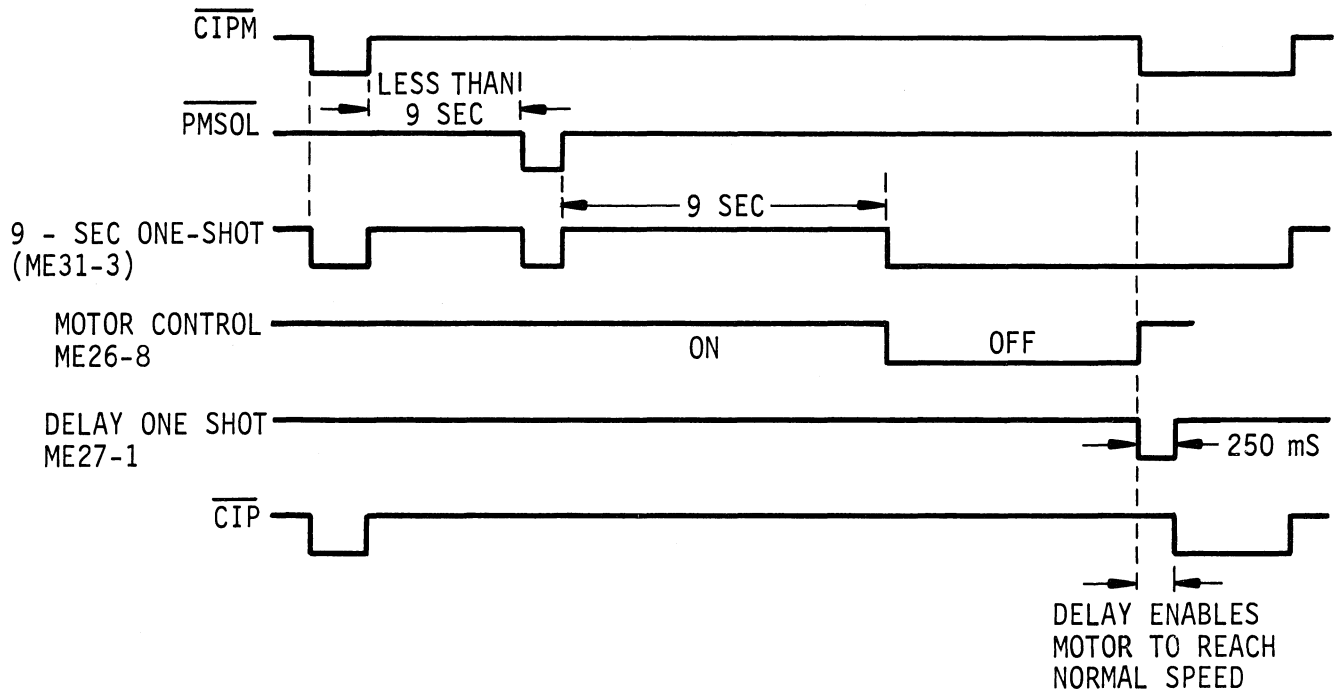 CIPM
LESS THAN
9 SEC
PMSOL
9 SEC
9 - SEC ONE-SHOT
(ME31-3)
MOTOR CONTROL
ME26-8
ON
OFF
DELAY ONE SHOT
ME27-1
250 mS
CIP
DELAY ENABLES
MOTOR TO REACH
NORMAL SPEED